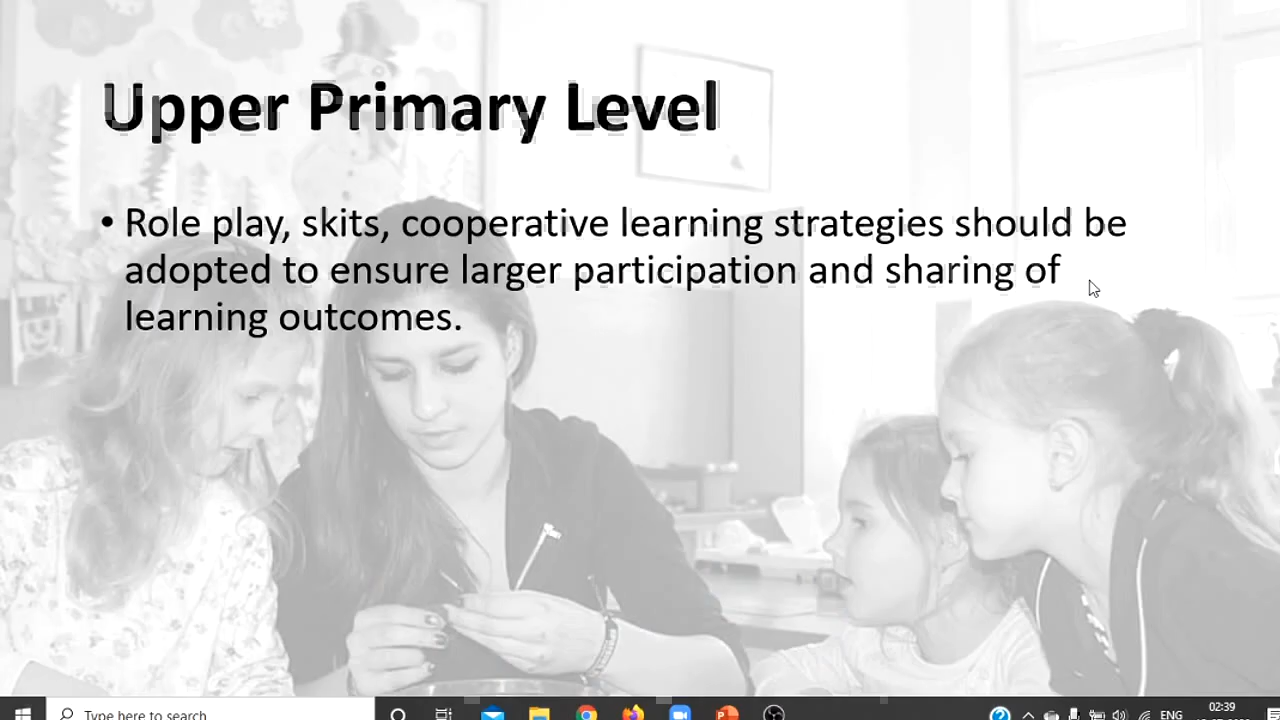 Upper Primary Level
• Role play, skits, cooperative learning strategies should be
adopted to ensure larger participation and sharing of
learning outcomes.
Type here to search
ENG
02:39